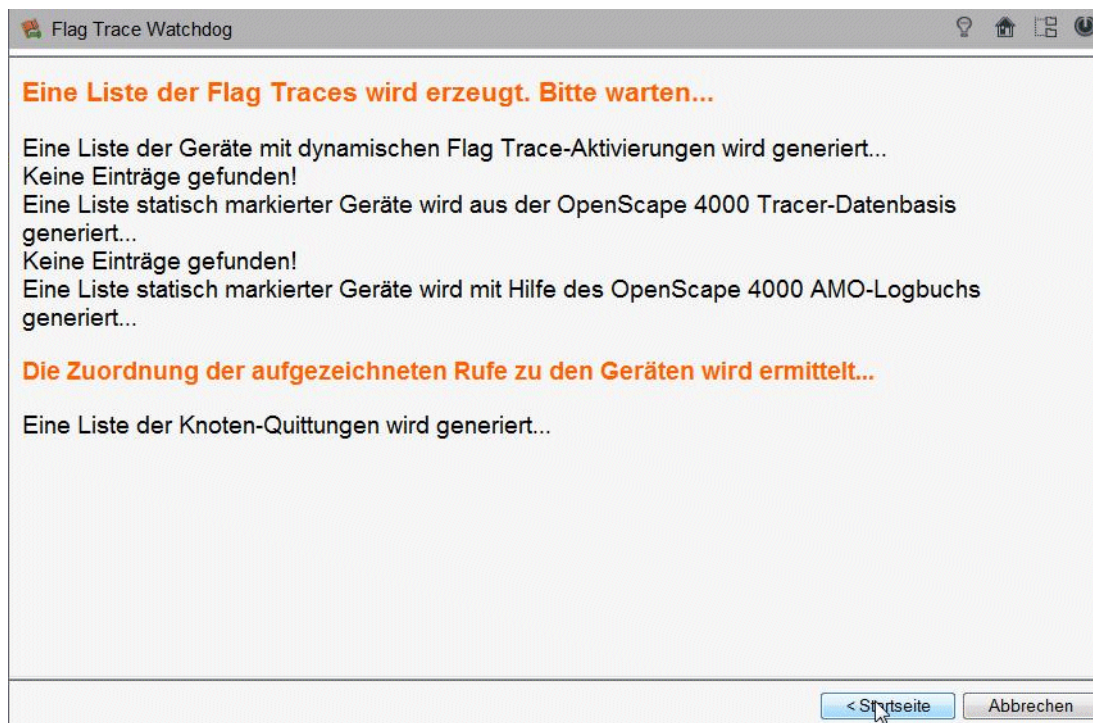 Flag Trace Watchdog
Eine Liste der Flag Traces wird erzeugt. Bitte warten...
Eine Liste der Geräte mit dynamischen Flag Trace-Aktivierungen wird generiert...
Keine Einträge gefunden!
Eine Liste statisch markierter Geräte wird aus der OpenScape 4000 Tracer-Datenbasis
generiert...
Keine Einträge gefunden!
Eine Liste statisch markierter Geräte wird mit Hilfe des OpenScape 4000 AMO-Logbuchs
generiert...
Die Zuordnung der aufgezeichneten Rufe zu den Geräten wird ermittelt...
Eine Liste der Knoten-Quittungen wird generiert...
< Startseite
Abbrechen